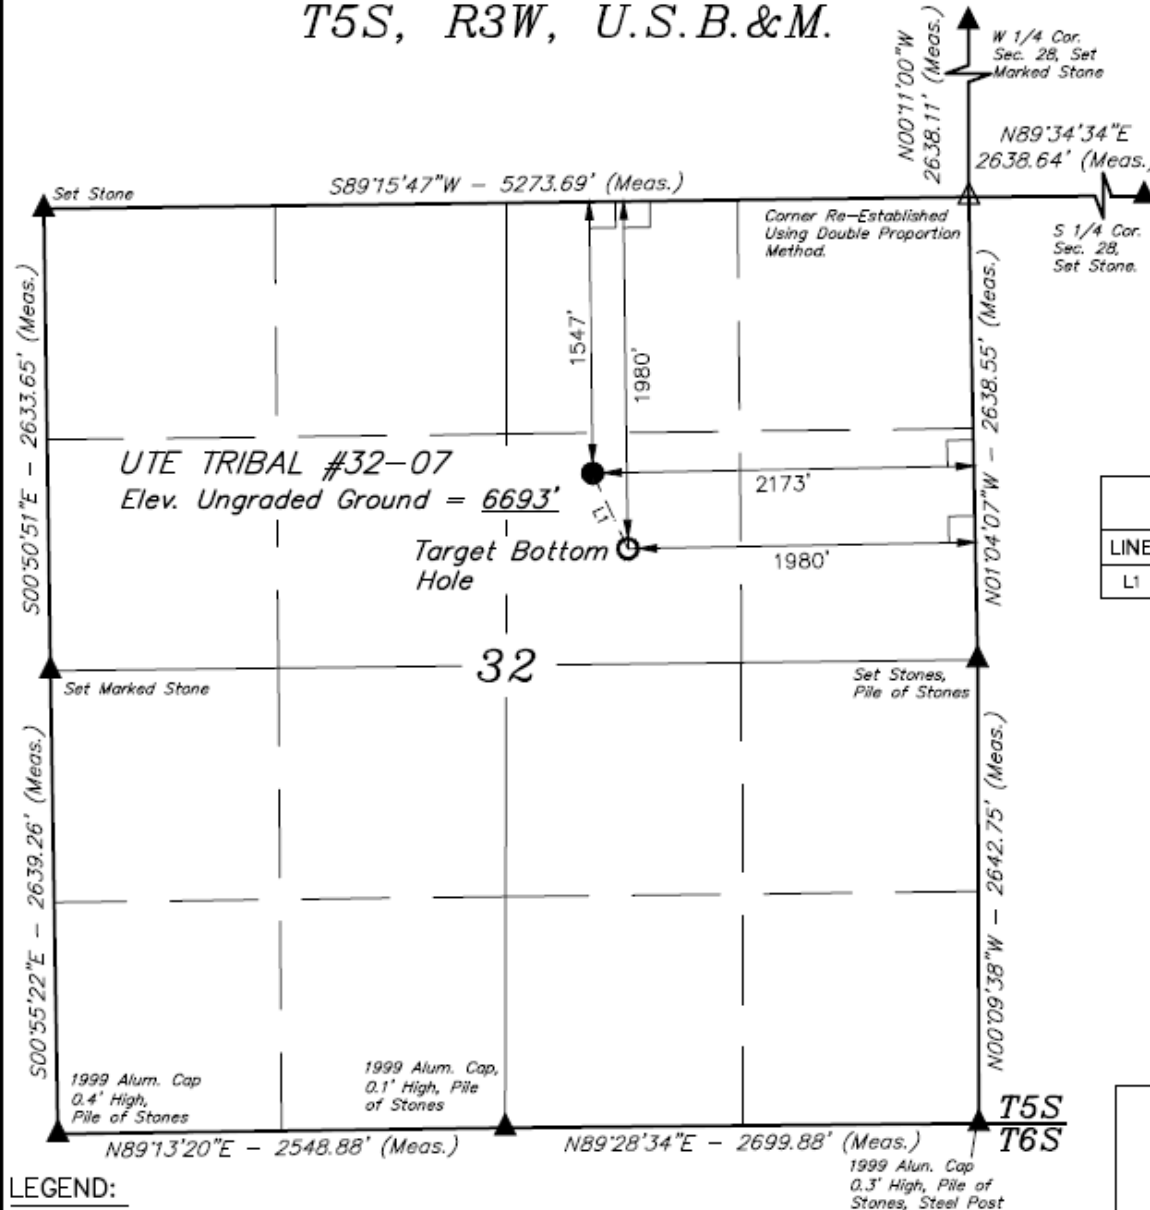 T5S, R3W, U.S.B.&M.
N00°11'00"W
2638.11' (Meas.)
W 1/4 Cor.
Sec. 28, Set
Marked Stone
N89°34'34"E
2638.64' (Meas.
S 1/4 Cor.
Sec. 28,
Set Stone.
Set Stone
S89°15'47"W - 5273.69' (Meas.)
Corner Re-Established
Using Double Proportion
Method.
S00°50'51"E - 2633.65' (Meas.)
1547'
1980'
N01°04'07"W - 2638.55' (Meas.)
UTE TRIBAL #32-07
Elev. Ungraded Ground = 6693'
2173'
L1
Target Bottom
Hole
1980'
LINE
L1
32
Set Marked Stone
Set Stones,
Pile of Stones
S00°55'22"E - 2639.26' (Meas.)
N00°09'38"W - 2642.75' (Meas.)
1999 Alum. Cap
0.4' High,
Pile of Stones
1999 Alum. Cap,
0.1' High, Pile
of Stones
T5S
T6S
N89°13'20"E - 2548.88' (Meas.)
N89°28'34"E - 2699.88' (Meas.)
1999 Alun. Cap
0.3' High, Pile of
Stones, Steel Post
LEGEND: